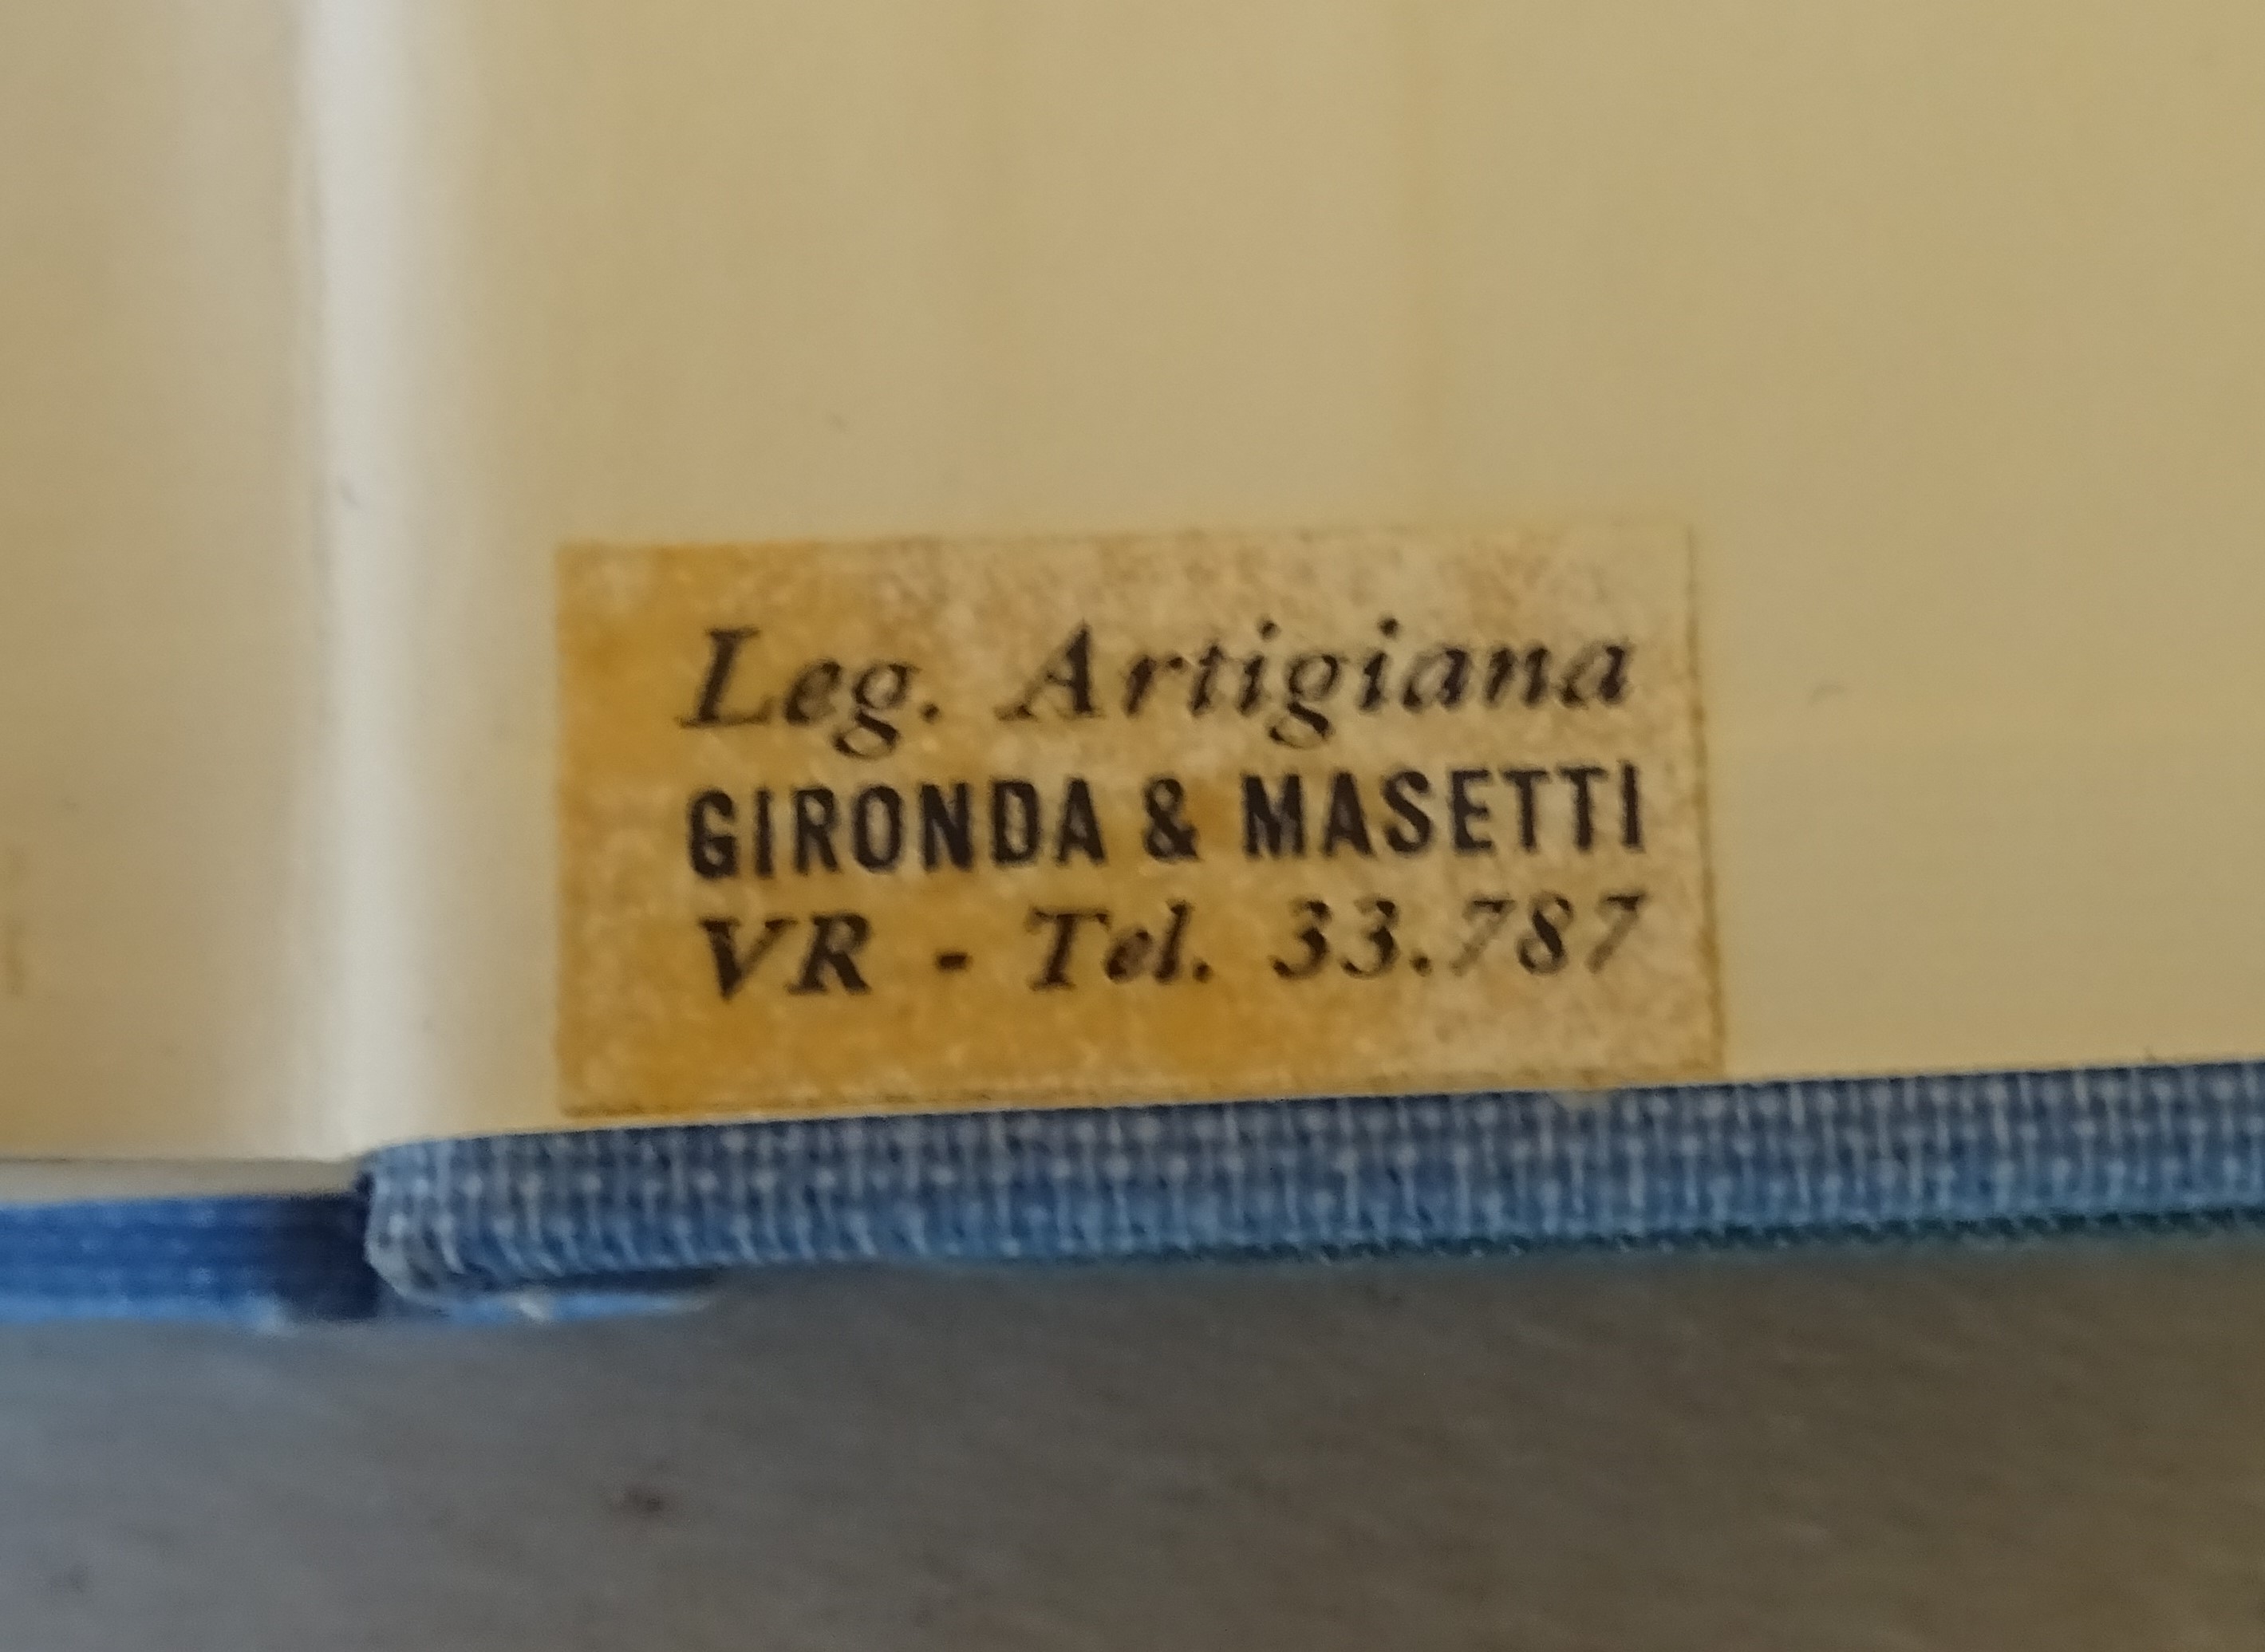 Leg. Artigiana
GIRONDA & MASETTI
VR - Tel. 33.787